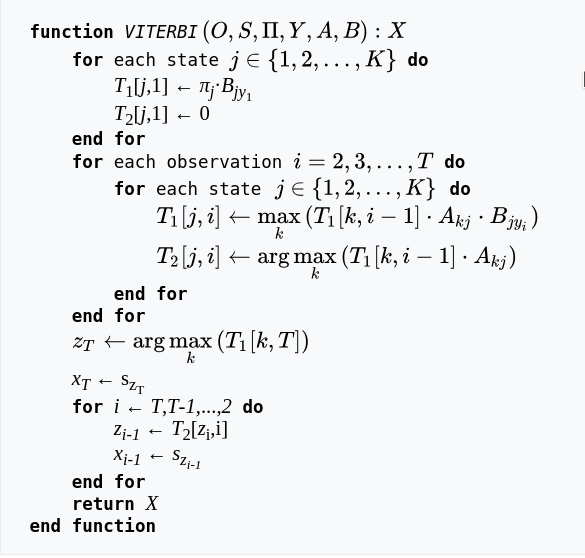 function VITERBI(O, S, Π, Y, A, B) : X
for each state j ∈ {1, 2, . . . , K} do
T₁[j,1] ← πⱼ·B_{jy₁}
T₂[j,1] ← 0
end for
for each observation i = 2, 3, . . . , T do
for each state j ∈ {1, 2, . . . , K} do
T₁[j, i] ← max_k (T₁[k, i − 1] · A_{kj} · B_{jy_i})
T₂[j, i] ← arg max_k (T₁[k, i − 1] · A_{kj})
end for
end for
z_T ← arg max_k (T₁[k, T])
x_T ← s_{z_T}
for i ← T,T-1,...,2 do
z_{i-1} ← T₂[z_i,i]
x_{i-1} ← s_{z_{i-1}}
end for
return X
end function